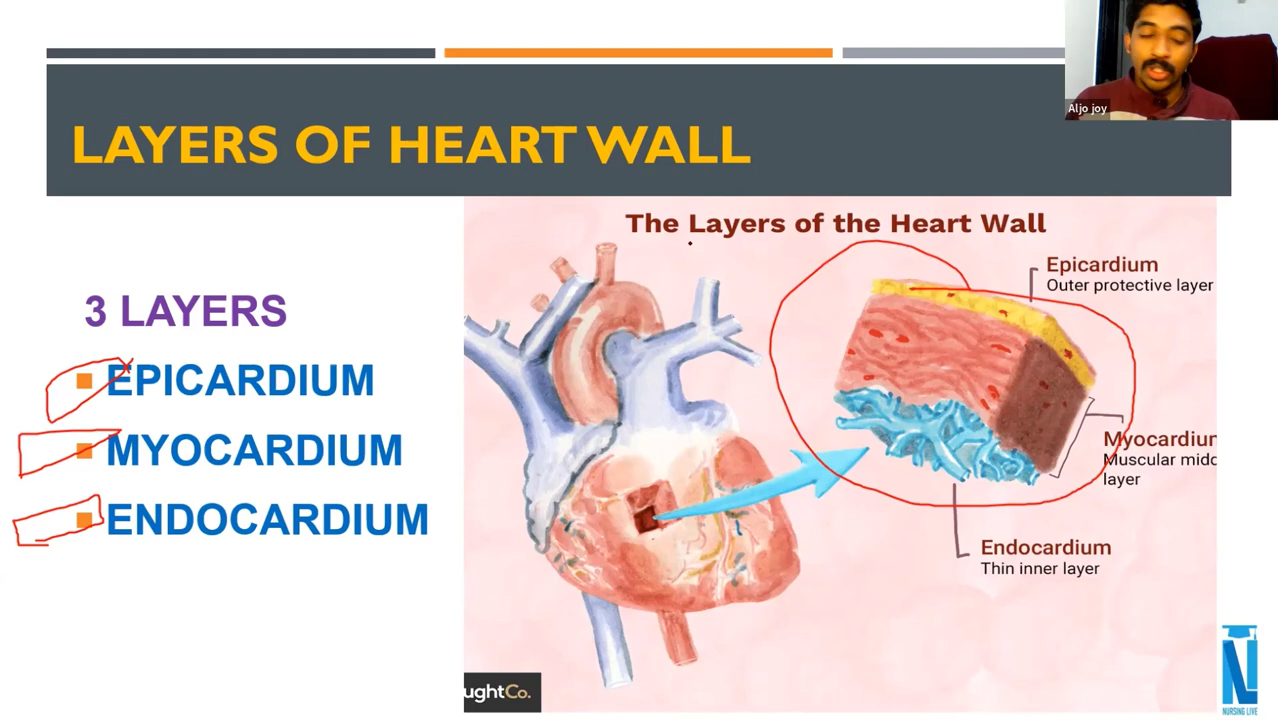 Aljo joy
LAYERS OF HEART WALL
3 LAYERS
EPICARDIUM
MYOCARDIUM
ENDOCARDIUM
The Layers of the Heart Wall
Epicardium
Outer protective layer
Myocardium
Muscular midd
layer
Endocardium
Thin inner layer
ughtCo.
NURSING LIVE